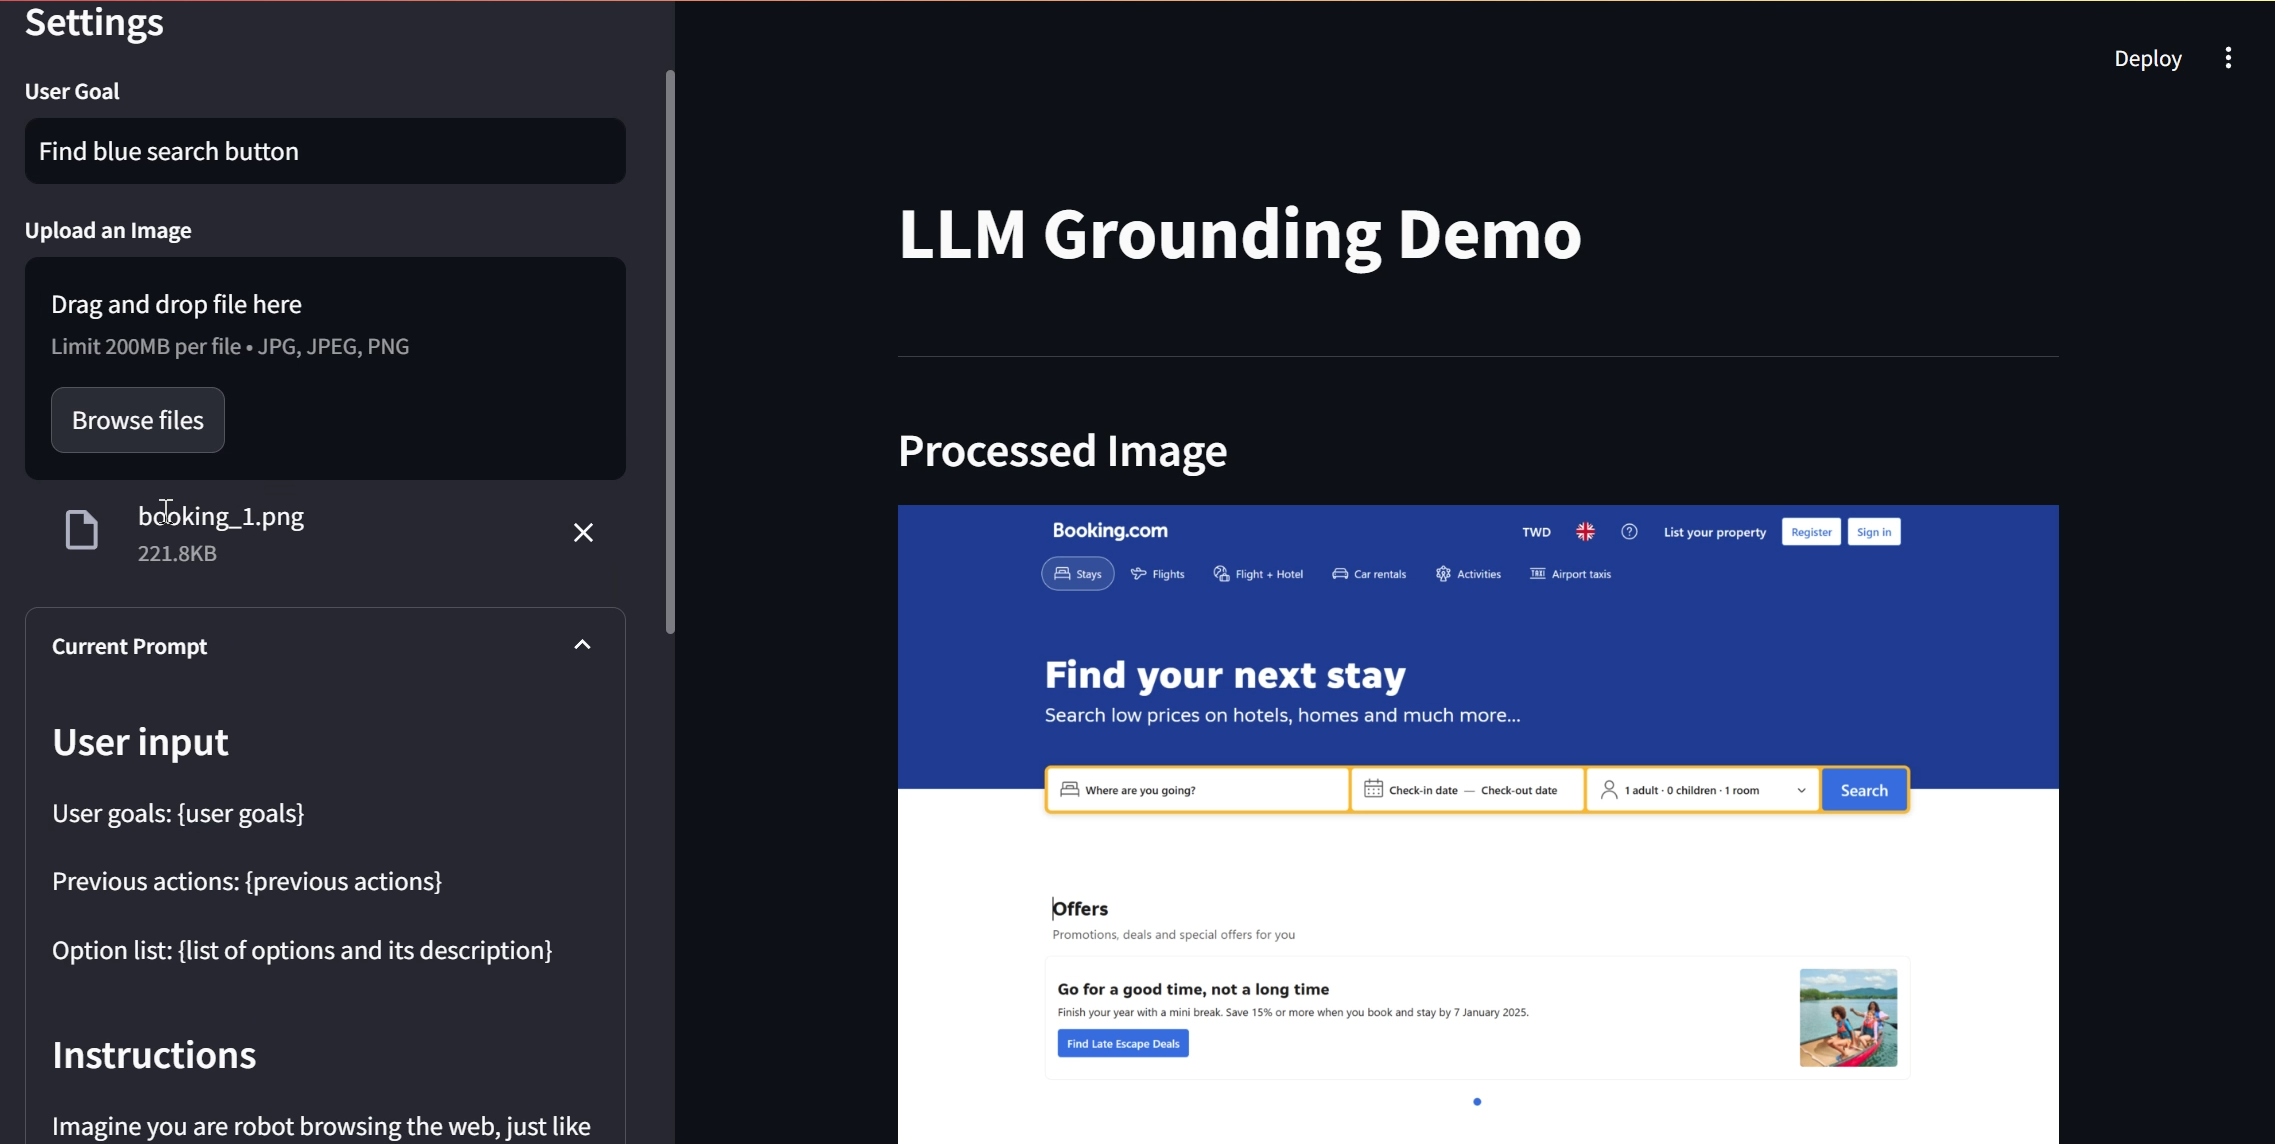 Settings
User Goal
Find blue search button
Upload an Image
Drag and drop file here
Limit 200MB per file • JPG, JPEG, PNG
Browse files
booking_1.png
221.8KB
Current Prompt
User input
User goals: {user goals}
Previous actions: {previous actions}
Option list: {list of options and its description}
Instructions
Imagine you are robot browsing the web, just like
Deploy
LLM Grounding Demo
Processed Image
Booking.com
TWD
List your property
Register
Sign in
Stays
Flights
Flight + Hotel
Car rentals
Activities
TAXI Airport taxis
Find your next stay
Search low prices on hotels, homes and much more...
Where are you going?
Check-in date — Check-out date
1 adult · 0 children · 1 room
Search
Offers
Promotions, deals and special offers for you
Go for a good time, not a long time
Finish your year with a mini break. Save 15% or more when you book and stay by 7 January 2025.
Find Late Escape Deals